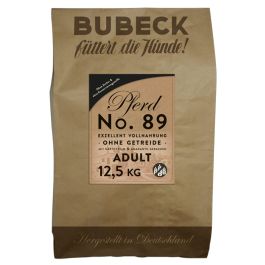 BUBECK
füttert die Hunde!
Pferd
No. 89
EXZELLENT VOLLNAHRUNG
OHNE GETREIDE
ADULT
12,5 KG
Hergestellt in Deutschland